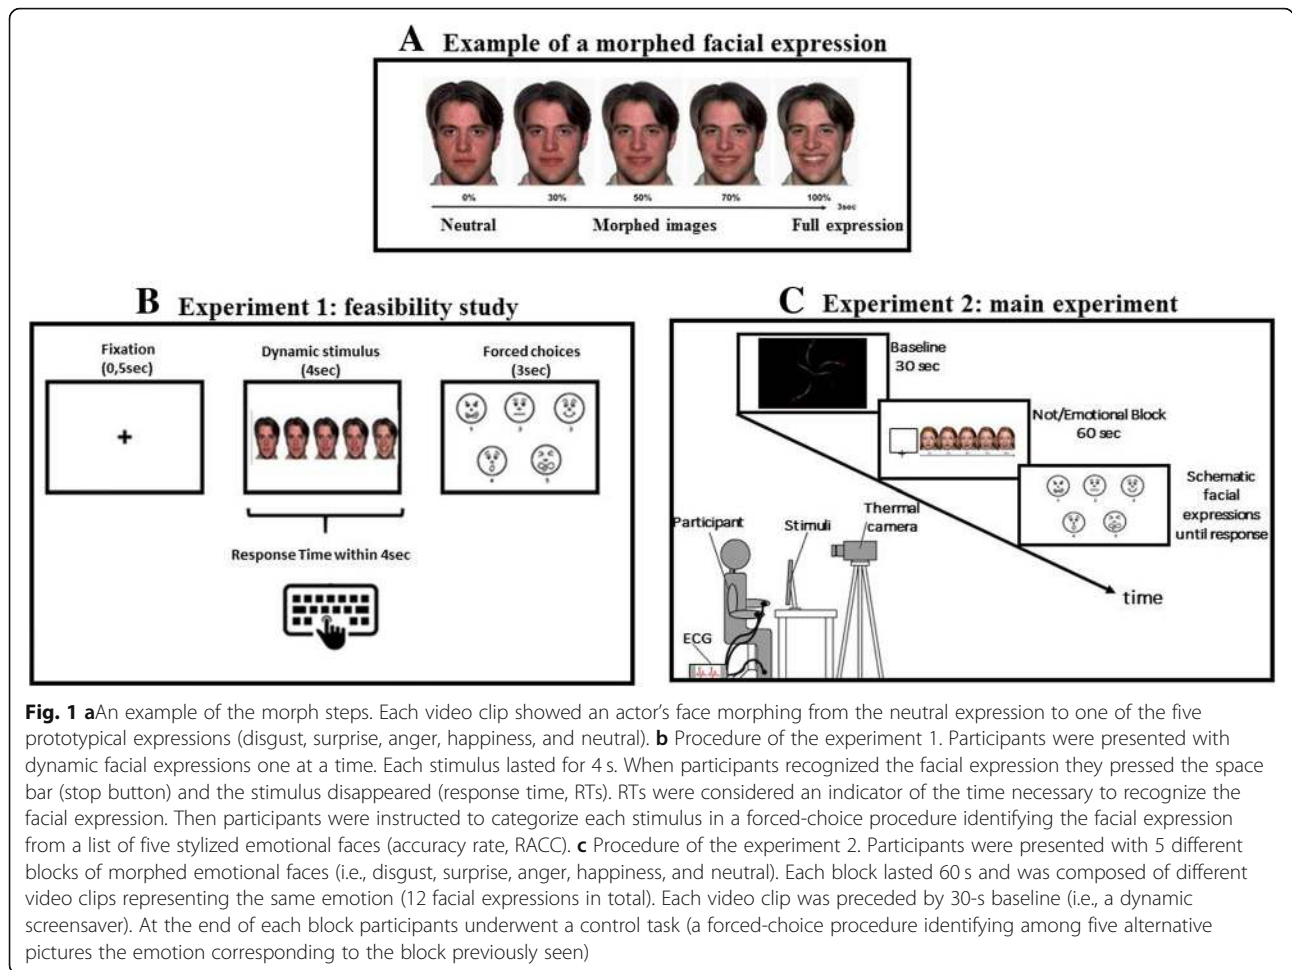 A Example of a morphed facial expression
0% 30% 50% 70% 100%
3sec
Neutral Morphed images Full expression
B Experiment 1: feasibility study
Fixation
(0,5sec)
Dynamic stimulus
(4sec)
Forced choices
(3sec)
+
1 2 3
4 5
Response Time within 4sec
C Experiment 2: main experiment
Baseline
30 sec
Not/Emotional Block
60 sec
Schematic
facial
expressions
until response
Participant
Stimuli
Thermal
camera
ECG
time
Fig. 1 aAn example of the morph steps. Each video clip showed an actor's face morphing from the neutral expression to one of the five
prototypical expressions (disgust, surprise, anger, happiness, and neutral). b Procedure of the experiment 1. Participants were presented with
dynamic facial expressions one at a time. Each stimulus lasted for 4 s. When participants recognized the facial expression they pressed the space
bar (stop button) and the stimulus disappeared (response time, RTs). RTs were considered an indicator of the time necessary to recognize the
facial expression. Then participants were instructed to categorize each stimulus in a forced-choice procedure identifying the facial expression
from a list of five stylized emotional faces (accuracy rate, RACC). c Procedure of the experiment 2. Participants were presented with 5 different
blocks of morphed emotional faces (i.e., disgust, surprise, anger, happiness, and neutral). Each block lasted 60 s and was composed of different
video clips representing the same emotion (12 facial expressions in total). Each video clip was preceded by 30-s baseline (i.e., a dynamic
screensaver). At the end of each block participants underwent a control task (a forced-choice procedure identifying among five alternative
pictures the emotion corresponding to the block previously seen)